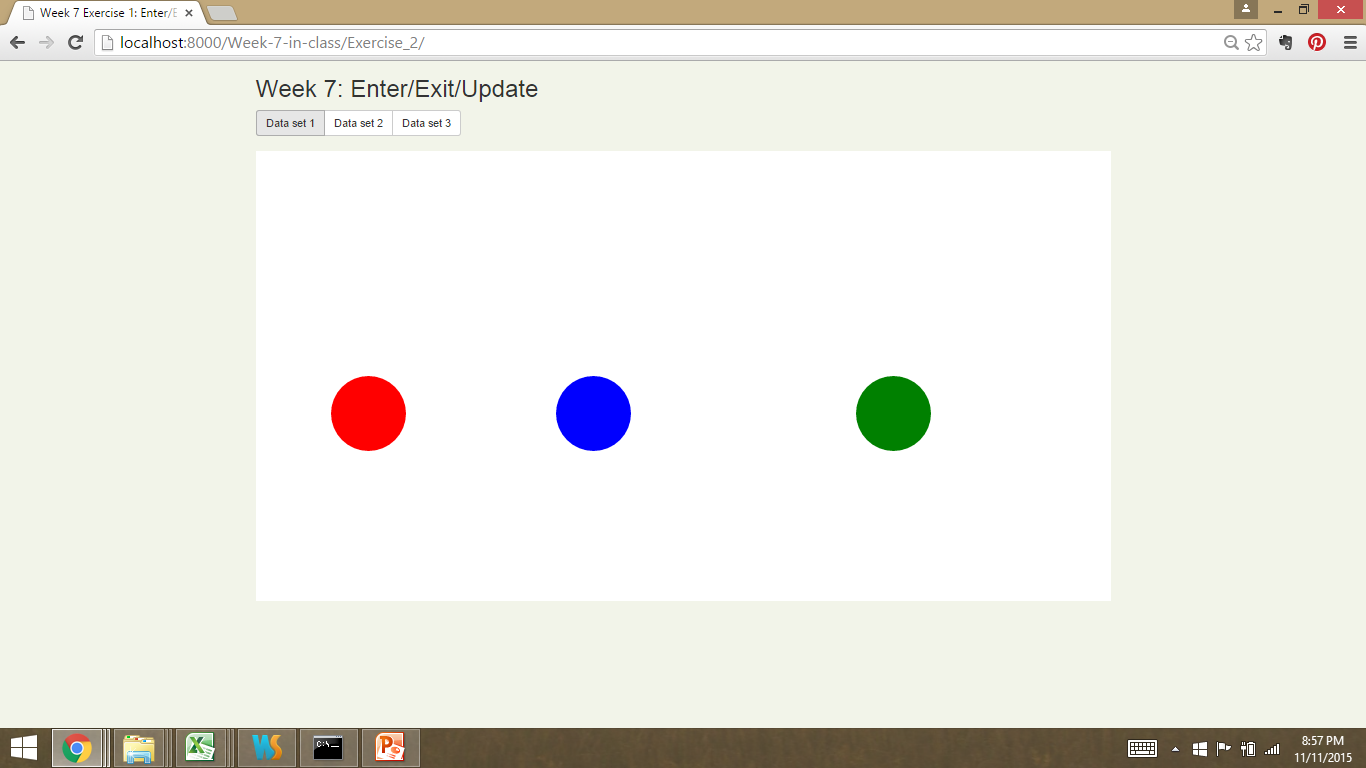 Week 7 Exercise 1: Enter/E
localhost:8000/Week-7-in-class/Exercise_2/
Week 7: Enter/Exit/Update
Data set 1
Data set 2
Data set 3
8:57 PM
11/11/2015